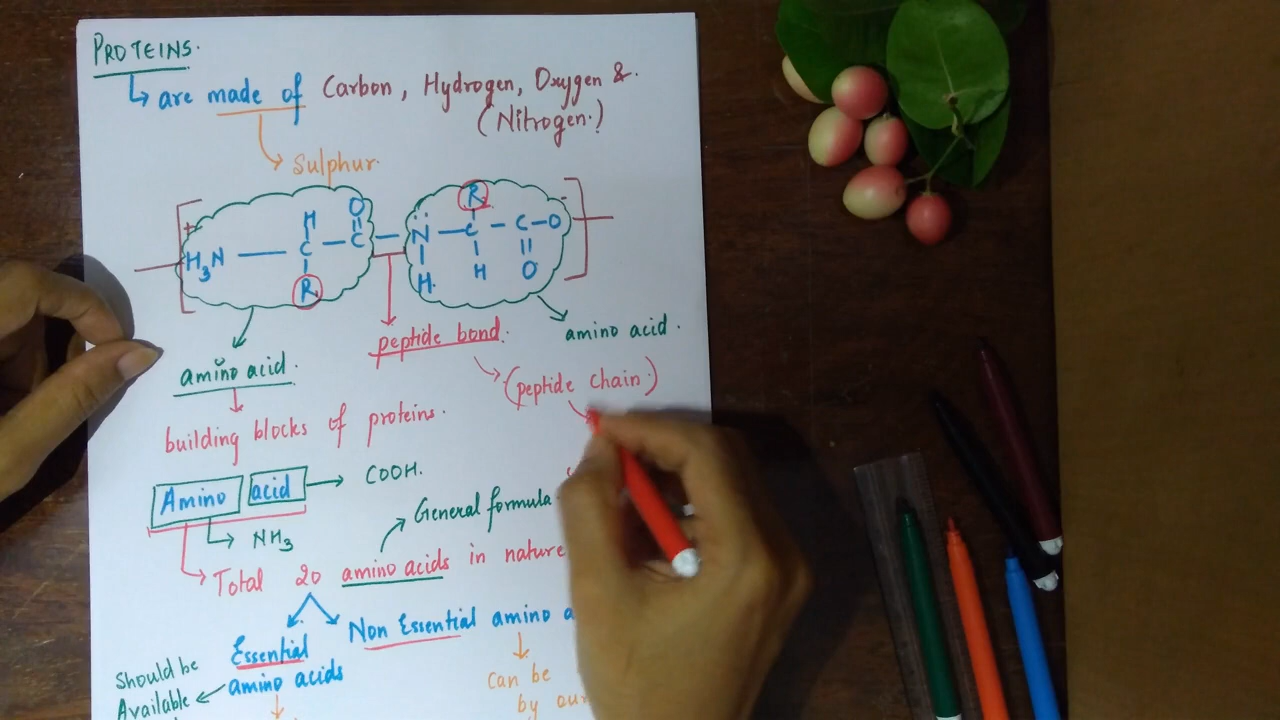 PROTEINS.
are made of Carbon, Hydrogen, Oxygen &
(Nitrogen.)
Sulphur.
H O R
+ H3N — C — C — N — C — C — O -
R H. H O
peptide bond. amino acid.
amino acid. (peptide chain.)
building blocks of proteins.
Amino acid COOH.
General formula
NH3
Total 20 amino acids in nature
Non Essential amino a
Essential
Should be amino acids can be
Available by our